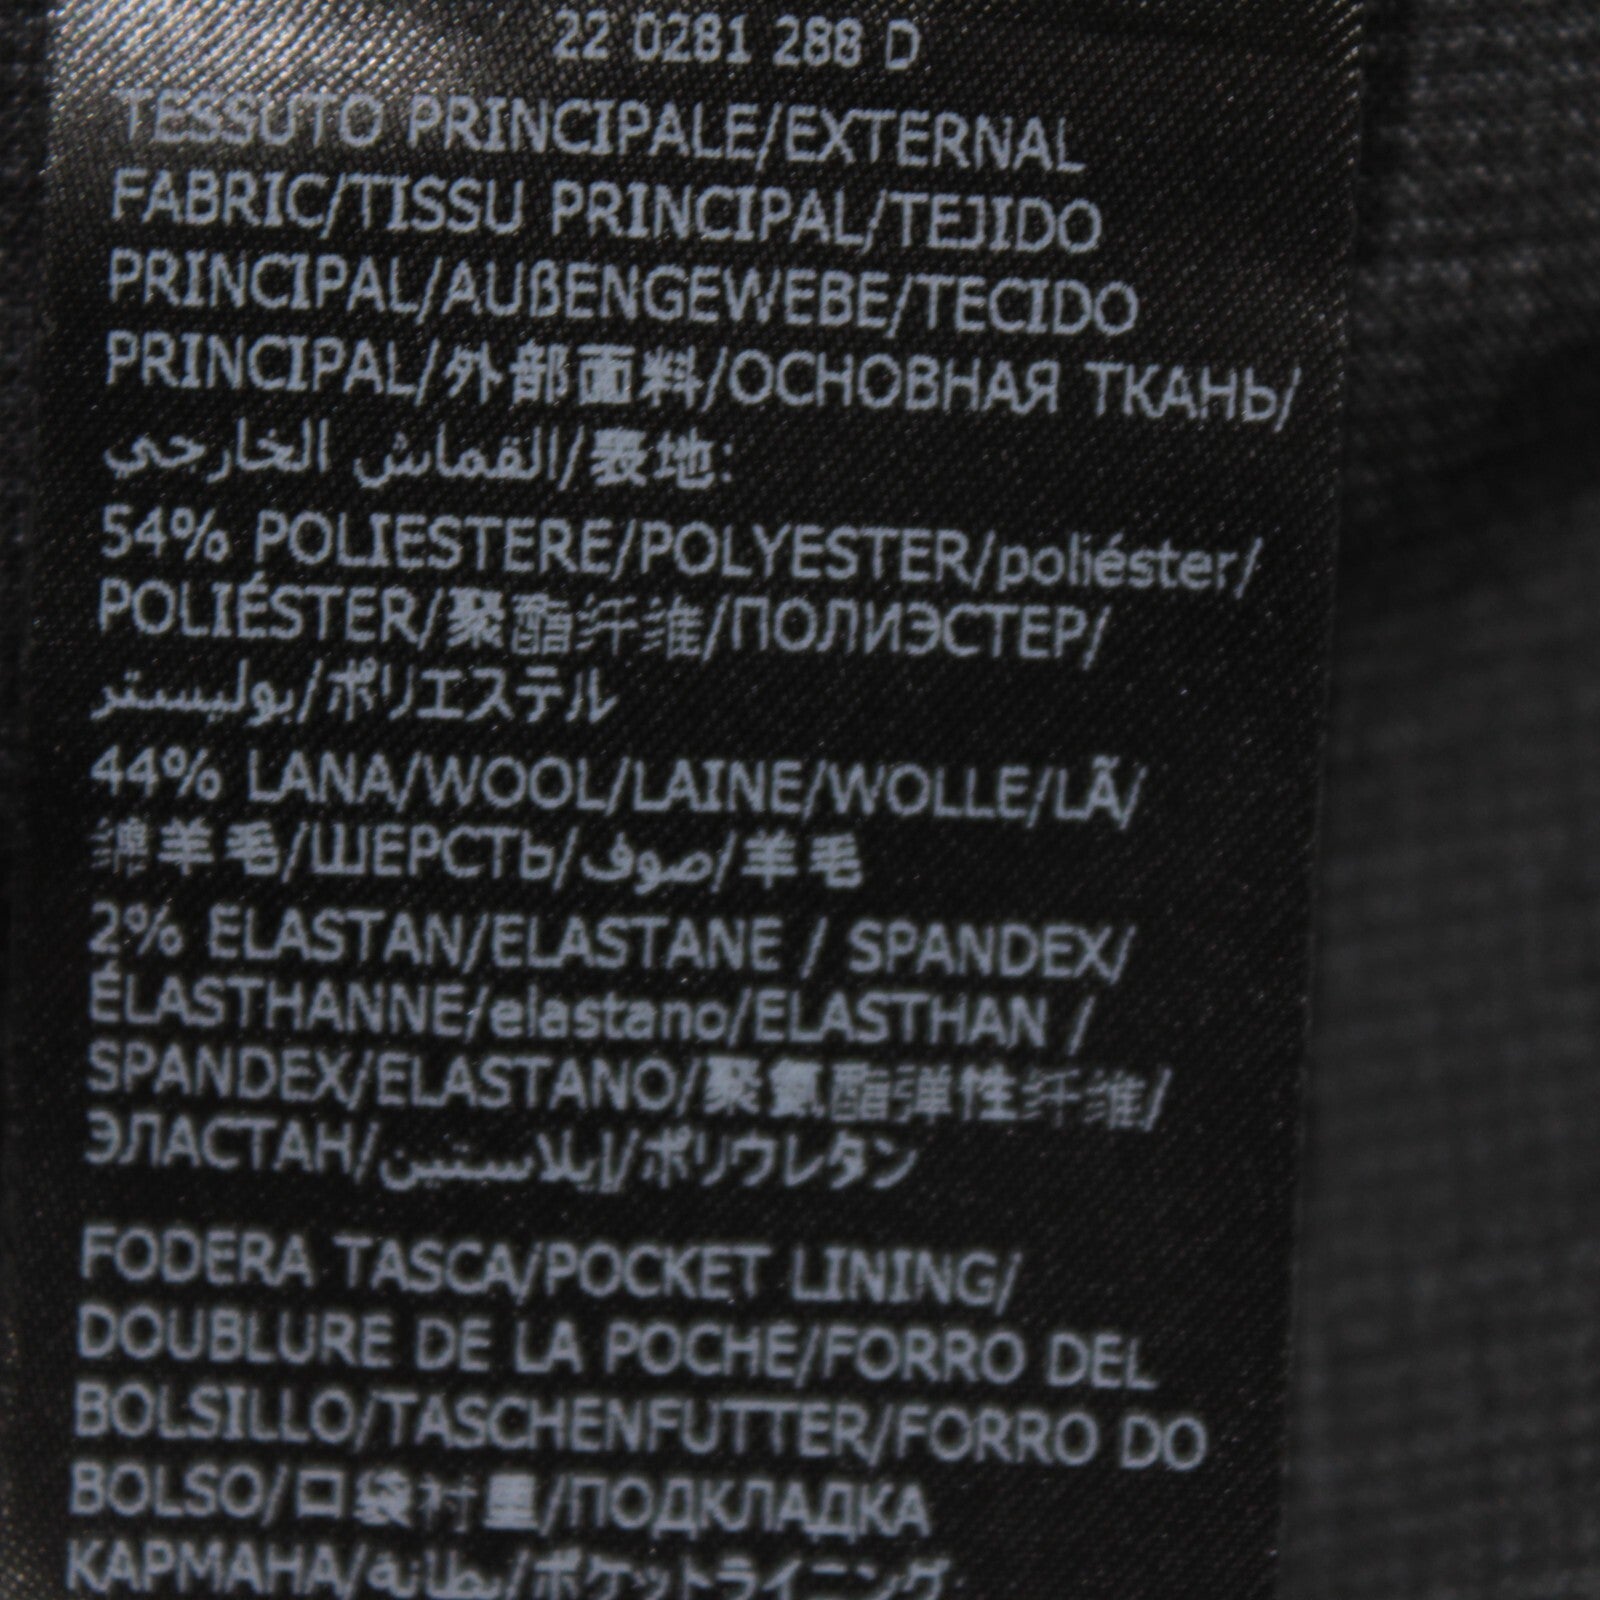 22 0281 288 D
TESSUTO PRINCIPALE/EXTERNAL
FABRIC/TISSU PRINCIPAL/TEJIDO
PRINCIPAL/AUßENGEWEBE/TECIDO
PRINCIPAL/外部面料/ОСНОВНАЯ ТКАНЬ/
القماش الخارجي/表地:
54% POLIESTERE/POLYESTER/poliéster/
POLIÉSTER/聚酯纤维/ПОЛИЭСТЕР/
بوليستر/ポリエステル
44% LANA/WOOL/LAINE/WOLLE/LÃ/
绵羊毛/ШЕРСТЬ/صوف/羊毛
2% ELASTAN/ELASTANE / SPANDEX/
ÉLASTHANNE/elastano/ELASTHAN /
SPANDEX/ELASTANO/聚氨酯弹性纤维/
ЭЛАСТАН/إيلاستين/ポリウレタン
FODERA TASCA/POCKET LINING/
DOUBLURE DE LA POCHE/FORRO DEL
BOLSILLO/TASCHENFUTTER/FORRO DO
BOLSO/口袋衬里/ПОДКЛАДКА
КАРМАНА/بطانة/ポケットライニング